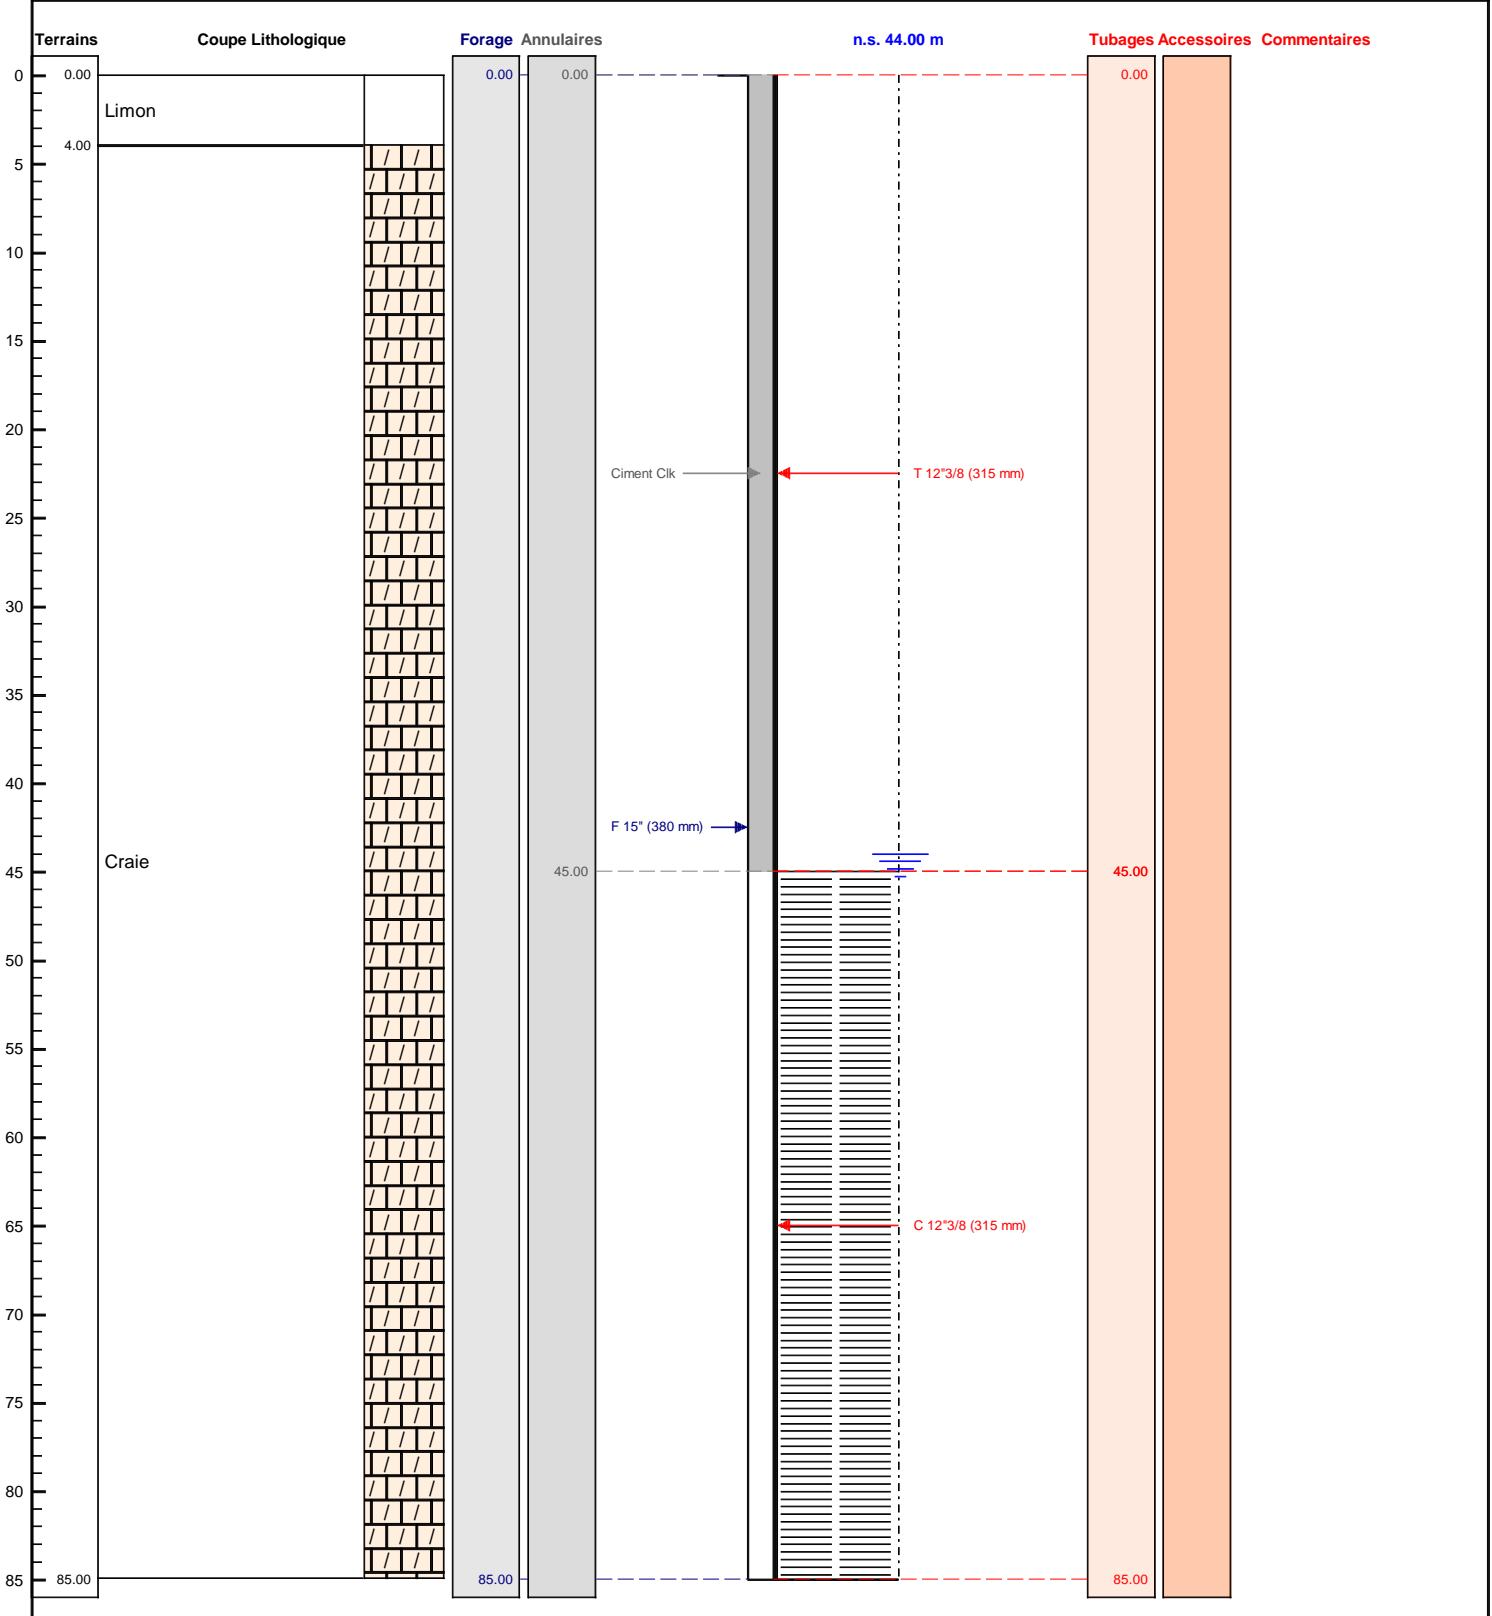 Terrains Coupe Lithologique Forage Annulaires n.s. 44.00 m Tubages Accessoires Commentaires
0 0.00 0.00 0.00 0.00
Limon
4.00
5
10
15
20
Ciment Clk T 12"3/8 (315 mm)
25
30
35
40
F 15" (380 mm)
Craie
45 45.00 45.00
50
55
60
65 C 12"3/8 (315 mm)
70
75
80
85 85.00 85.00 85.00